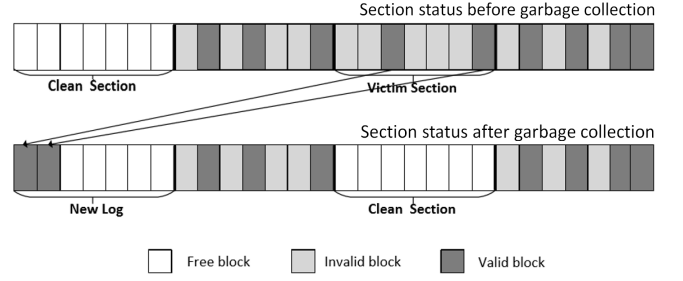 Section status before garbage collection
Clean Section
Victim Section
Section status after garbage collection
New Log
Clean Section
Free block
Invalid block
Valid block